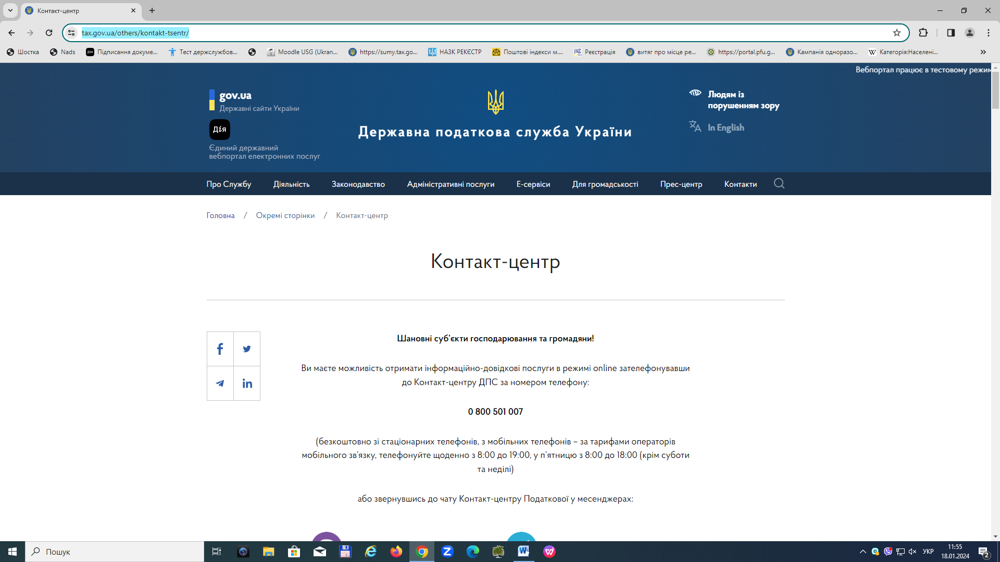 Контакт-центр
tax.gov.ua/others/kontakt-tsentr/
Шостка
Nads
Підписання докуме...
Тест держслужбов...
Moodle USG (Ukran...
https://sumy.tax.go...
НАЗК РЕКЄСТР
Поштові індекси м....
Реєстрація
витяг про місце ре...
https://portal.pfu.g...
Кампанія одноразо...
Категорія:Населені...
Вебпортал працює в тестовому режим
gov.ua
Державні сайти України
Дія
Єдиний державний
вебпортал електронних послуг
Державна податкова служба України
Людям із
порушенням зору
In English
Про Службу
Діяльність
Законодавство
Адміністративні послуги
Е-сервіси
Для громадськості
Прес-центр
Контакти
Головна / Окремі сторінки / Контакт-центр
Контакт-центр
Шановні суб’єкти господарювання та громадяни!
Ви маєте можливість отримати інформаційно-довідкові послуги в режимі online зателефонувавши
до Контакт-центру ДПС за номером телефону:
0 800 501 007
(безкоштовно зі стаціонарних телефонів, з мобільних телефонів – за тарифами операторів
мобільного зв’язку, телефонуйте щоденно з 8:00 до 19:00, у п’ятницю з 8:00 до 18:00 (крім суботи
та неділі)
або звернувшись до чату Контакт-центру Податкової у месенджерах:
Пошук
УКР
11:55
18.01.2024
2